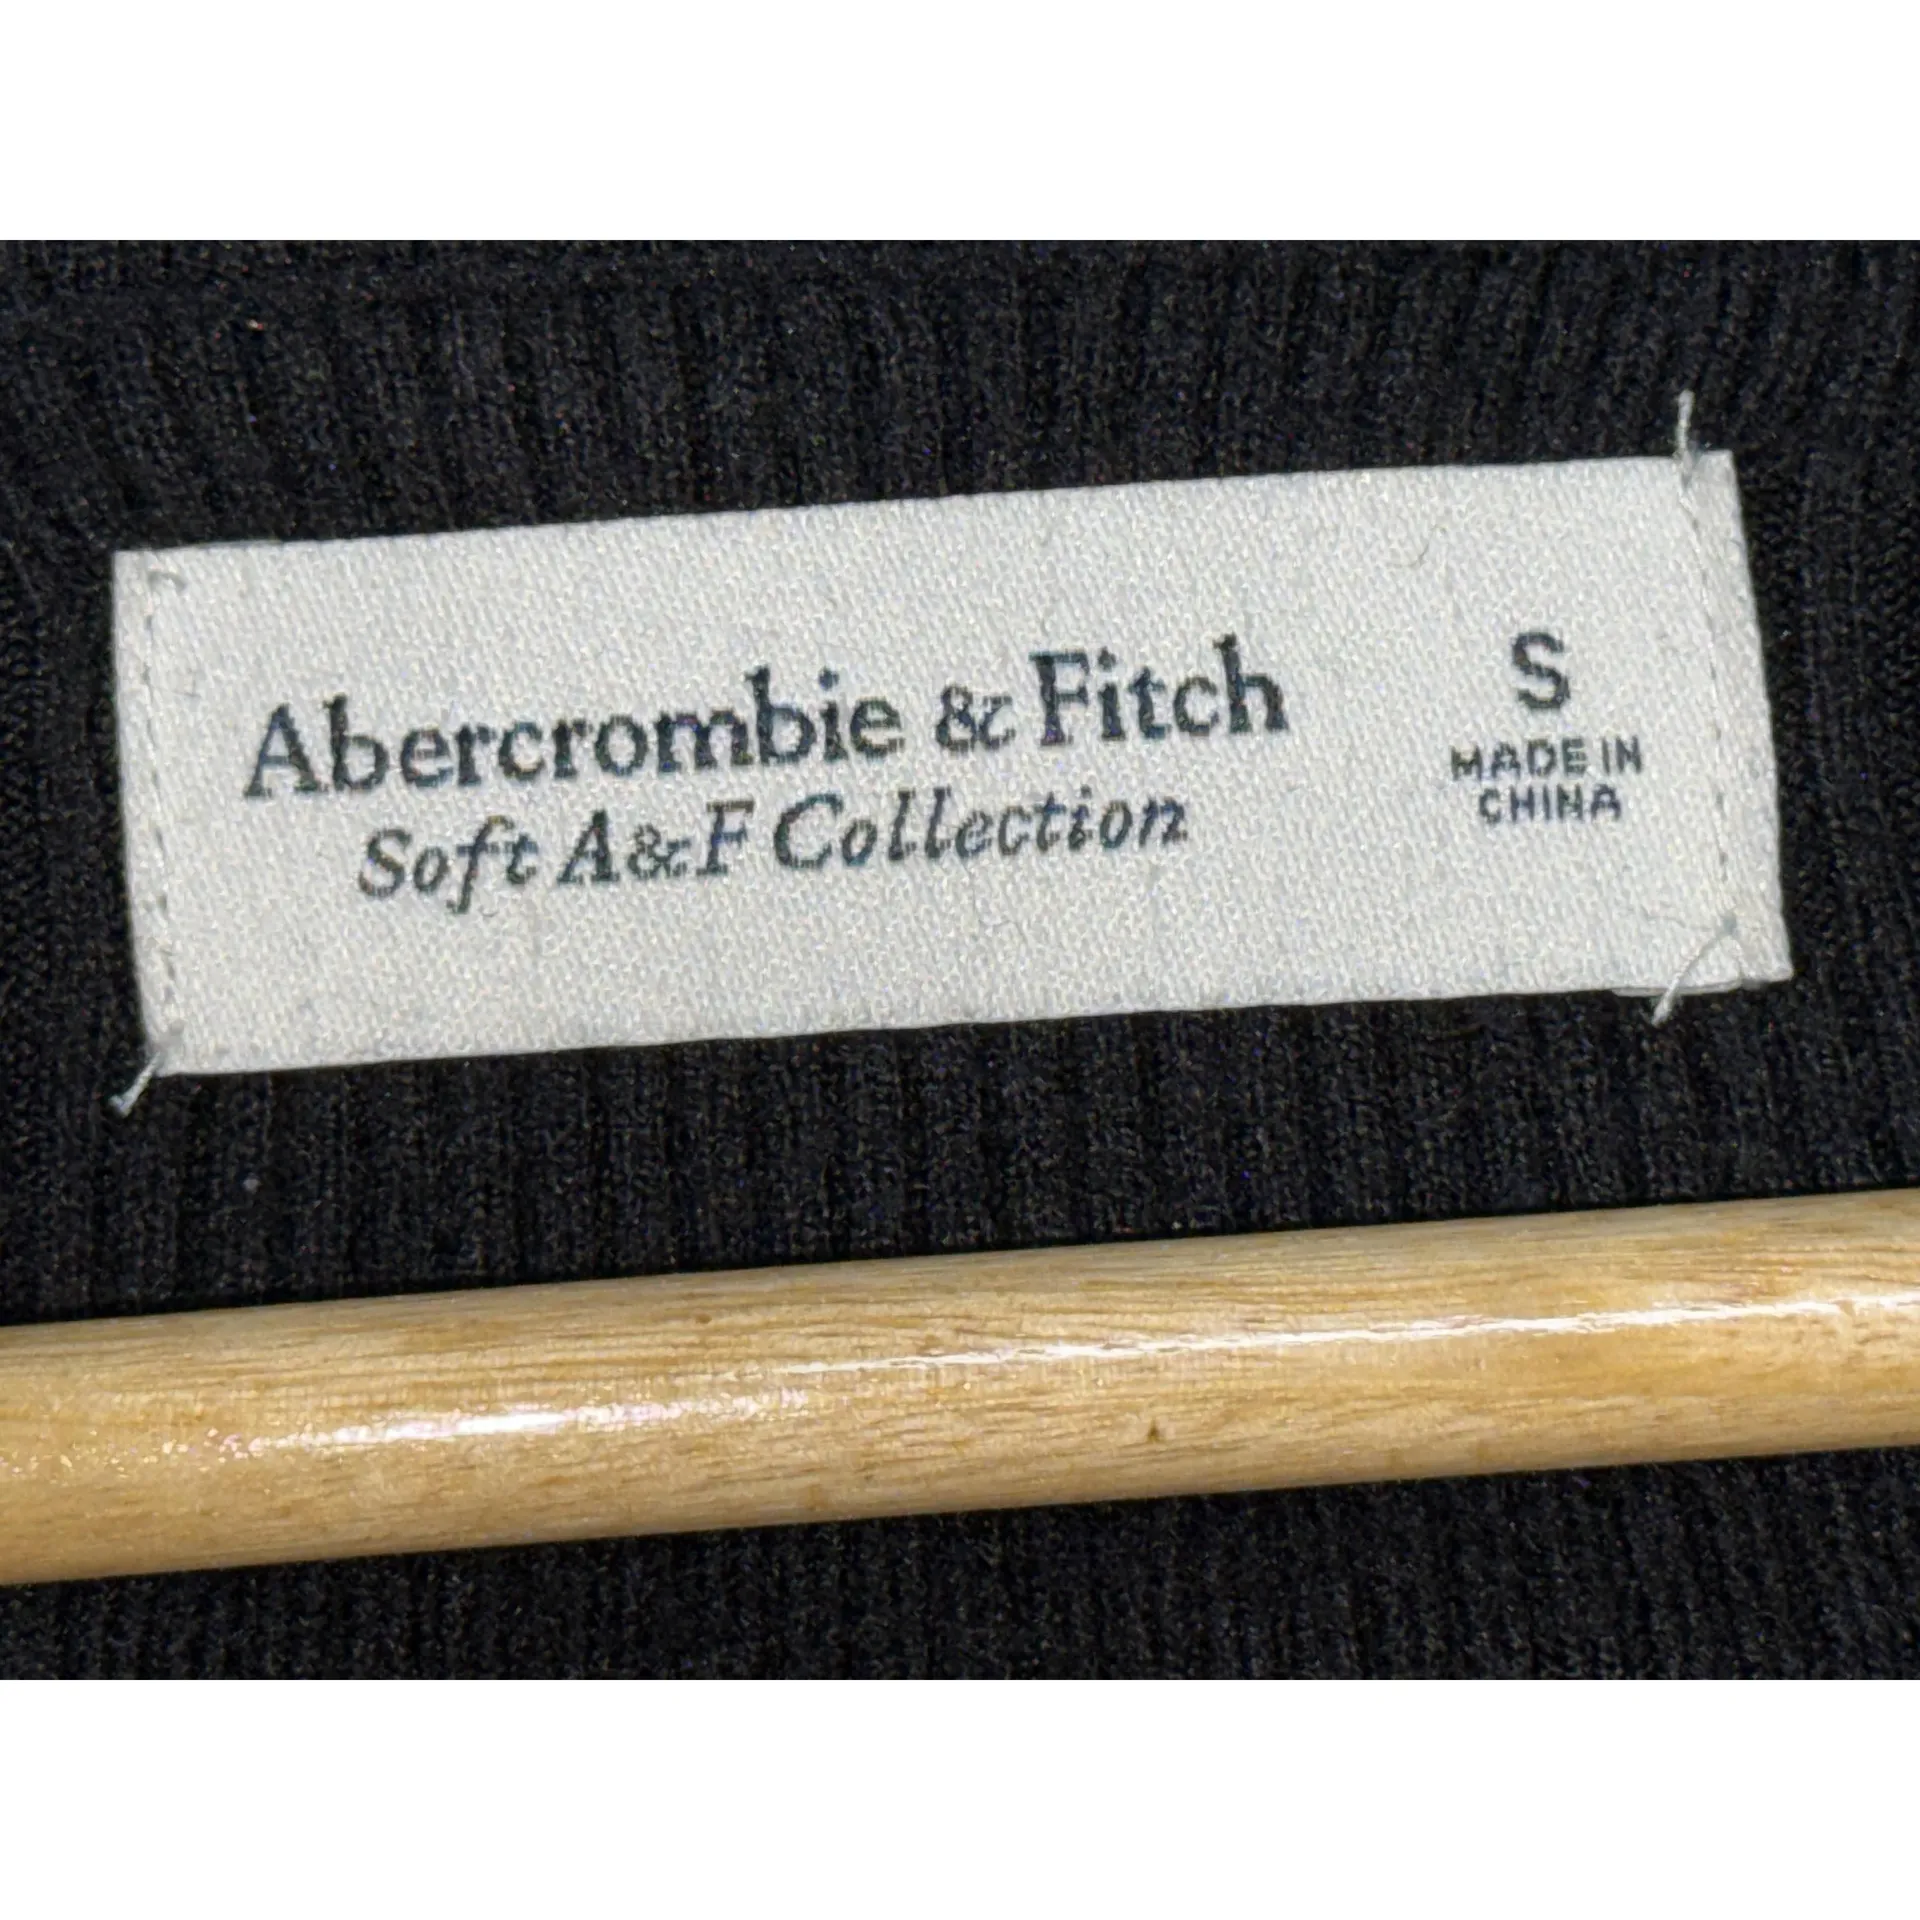 Abercrombie & Fitch
Soft A&F Collection
S
MADE IN
CHINA